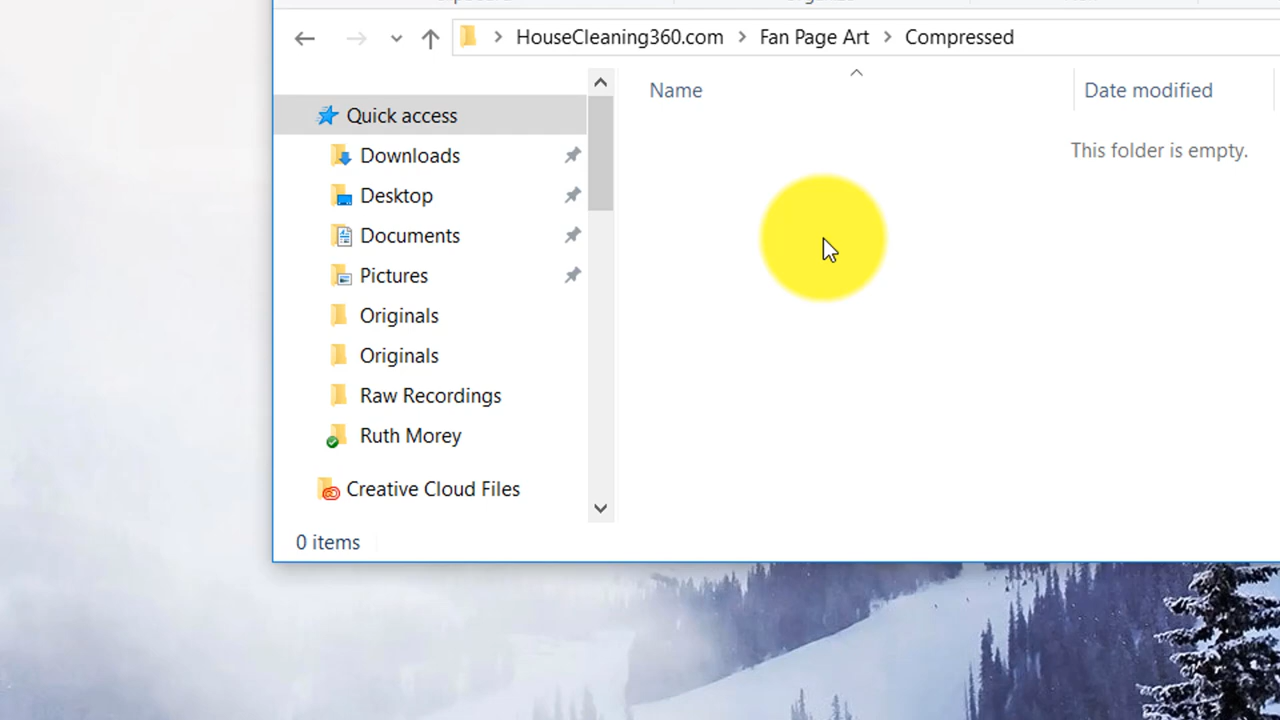 HouseCleaning360.com > Fan Page Art > Compressed
Name Date modified
This folder is empty.
Quick access
Downloads
Desktop
Documents
Pictures
Originals
Originals
Raw Recordings
Ruth Morey
Creative Cloud Files
0 items